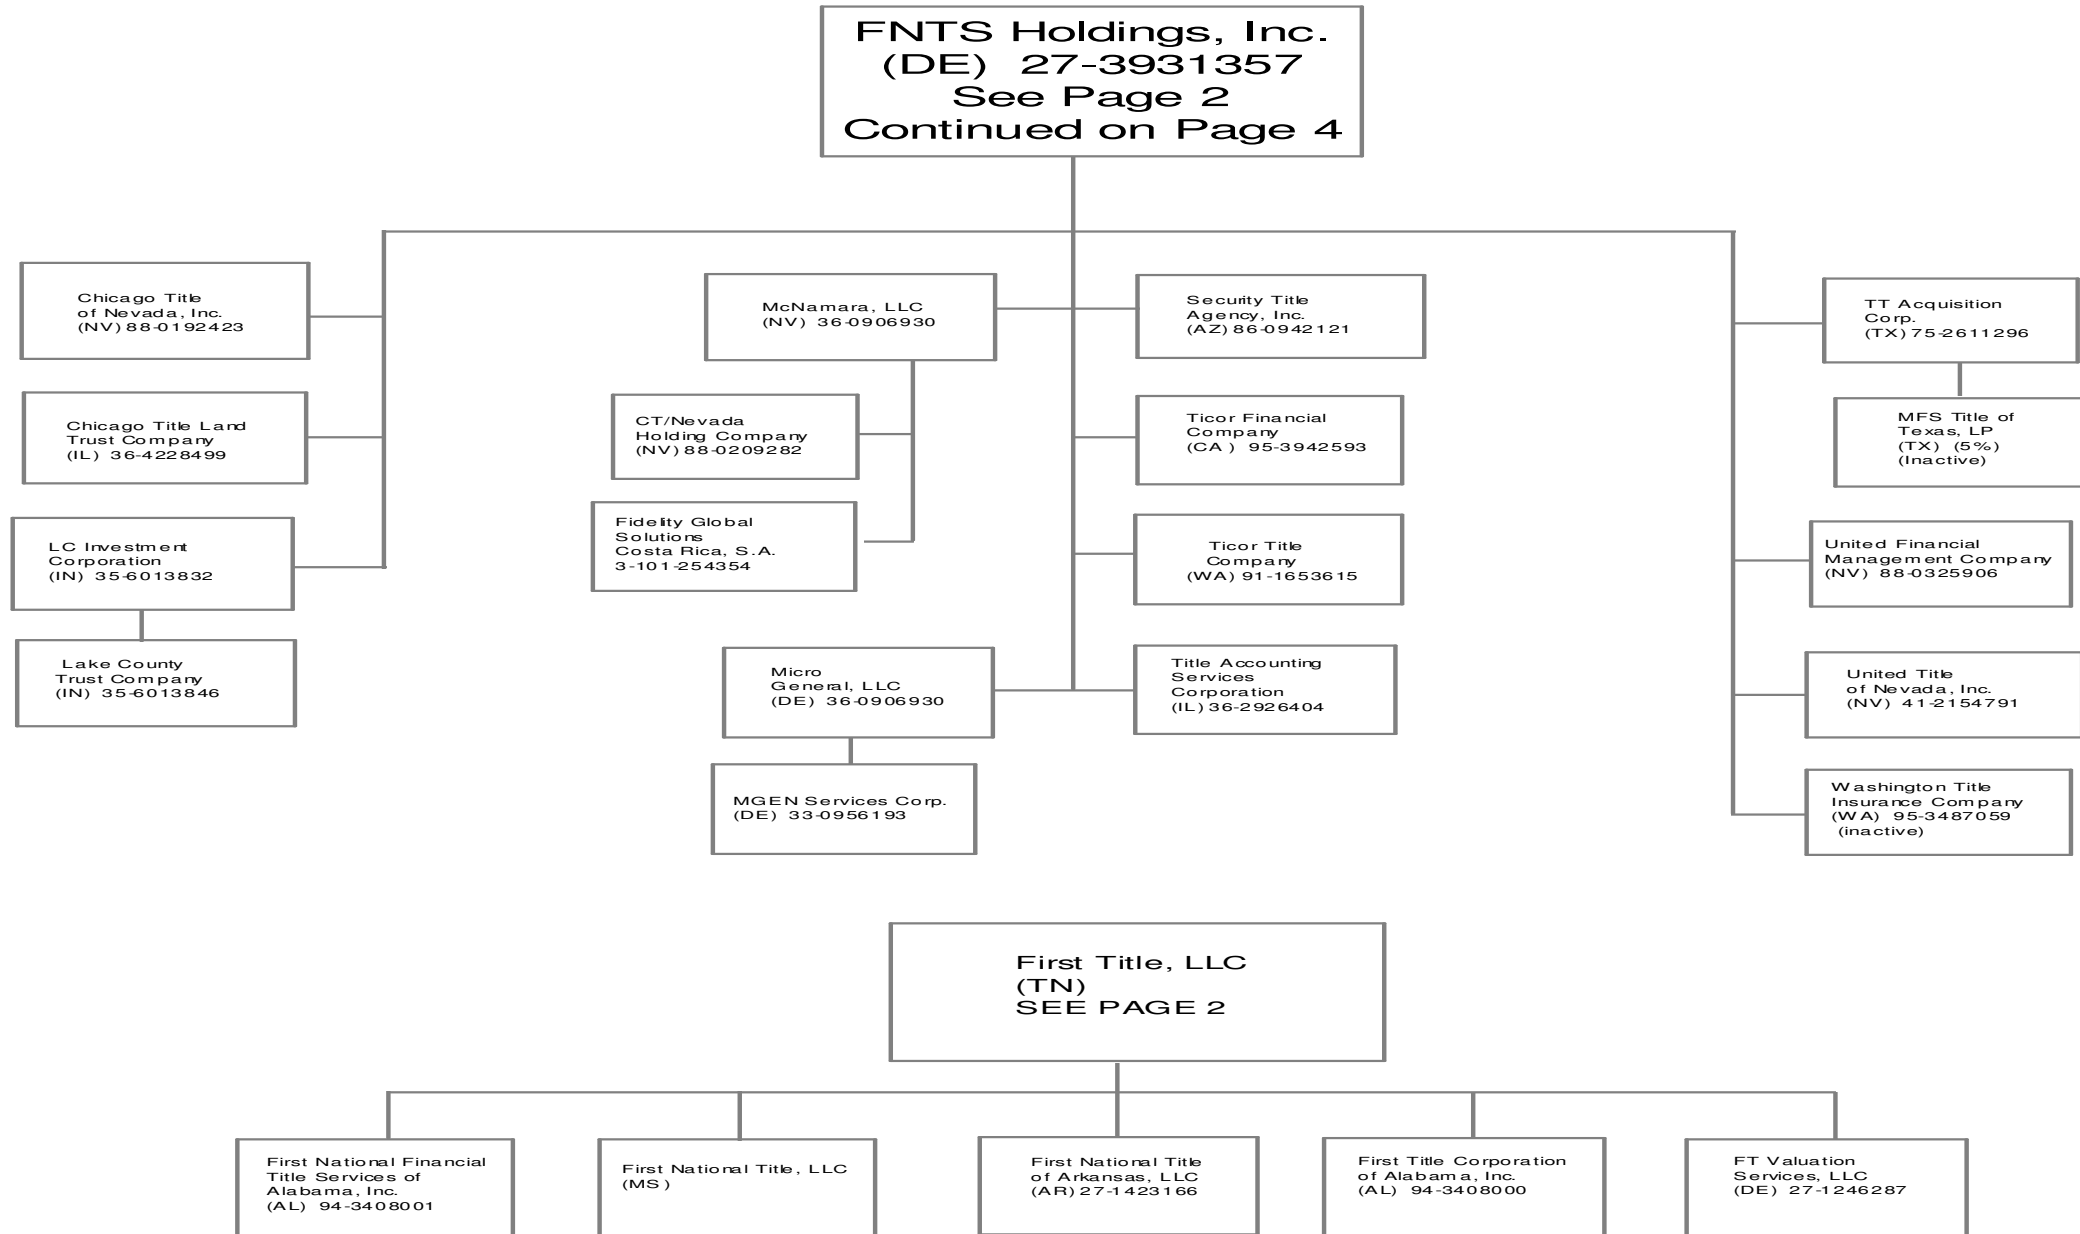 FNTS Holdings, Inc.
(DE) 27-3931357
See Page 2
Continued on Page 4
Chicago Title
of Nevada, Inc.
(NV) 88-0192423
Chicago Title Land
Trust Company
(IL) 36-4228499
LC Investment
Corporation
(IN) 35-6013832
Lake County
Trust Company
(IN) 35-6013846
McNamara, LLC
(NV) 36-0906930
CT/Nevada
Holding Company
(NV) 88-0209282
Fidelity Global
Solutions
Costa Rica, S.A.
3-101-254354
Micro
General, LLC
(DE) 36-0906930
MGEN Services Corp.
(DE) 33-0956193
Security Title
Agency, Inc.
(AZ) 86-0942121
Ticor Financial
Company
(CA ) 95-3942593
Ticor Title
Company
(WA) 91-1653615
Title Accounting
Services
Corporation
(IL) 36-2926404
TT Acquisition
Corp.
(TX) 75-2611296
MFS Title of
Texas, LP
(TX) (5%)
(Inactive)
United Financial
Management Company
(NV) 88-0325906
United Title
of Nevada, Inc.
(NV) 41-2154791
Washington Title
Insurance Company
(WA) 95-3487059
(inactive)
First Title, LLC
(TN)
SEE PAGE 2
First National Financial
Title Services of
Alabama, Inc.
(AL) 94-3408001
First National Title, LLC
(MS)
First National Title
of Arkansas, LLC
(AR) 27-1423166
First Title Corporation
of Alabama, Inc.
(AL) 94-3408000
FT Valuation
Services, LLC
(DE) 27-1246287